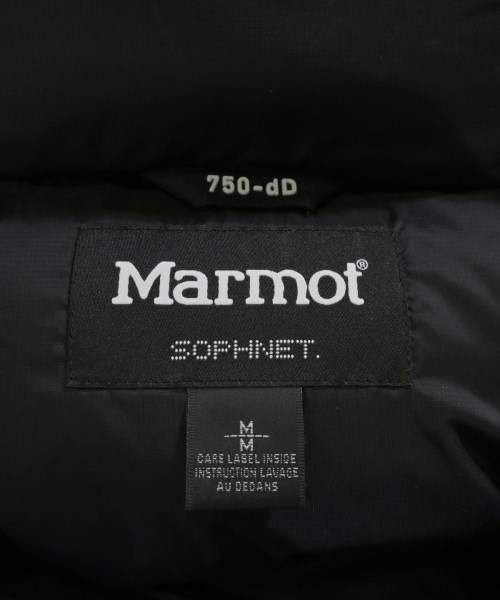 750-dD
Marmot®
SOPHNET.
M
M
CARE LABEL INSIDE
INSTRUCTION LAVAGE
AU DEDANS